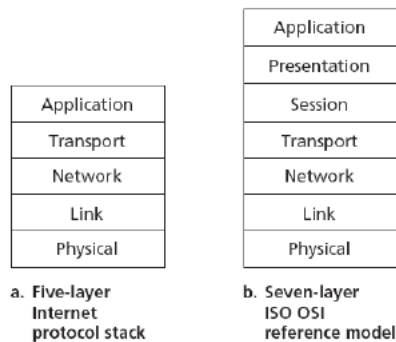 Application
Transport
Network
Link
Physical
a. Five-layer
Internet
protocol stack
Application
Presentation
Session
Transport
Network
Link
Physical
b. Seven-layer
ISO OSI
reference model